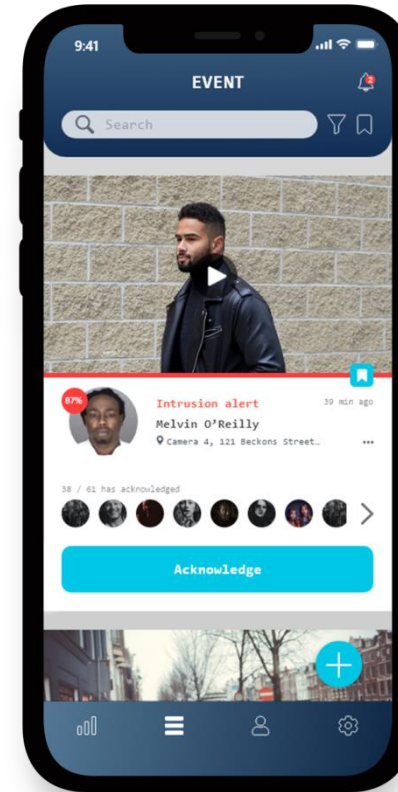 9:41
EVENT
2
Search
87%
Intrusion alert
39 min ago
Melvin O’Reilly
Camera 4, 121 Beckons Street…
38 / 61 has acknowledged
Acknowledge